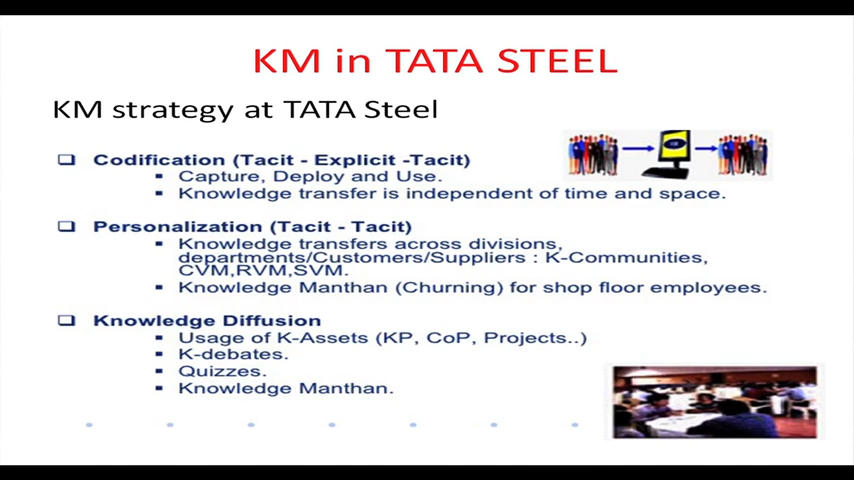 KM in TATA STEEL
KM strategy at TATA Steel
Codification (Tacit - Explicit -Tacit)
Capture, Deploy and Use.
Knowledge transfer is independent of time and space.
Personalization (Tacit - Tacit)
Knowledge transfers across divisions,
departments/Customers/Suppliers : K-Communities,
CVM,RVM,SVM.
Knowledge Manthan (Churning) for shop floor employees.
Knowledge Diffusion
Usage of K-Assets (KP, CoP, Projects..)
K-debates.
Quizzes.
Knowledge Manthan.